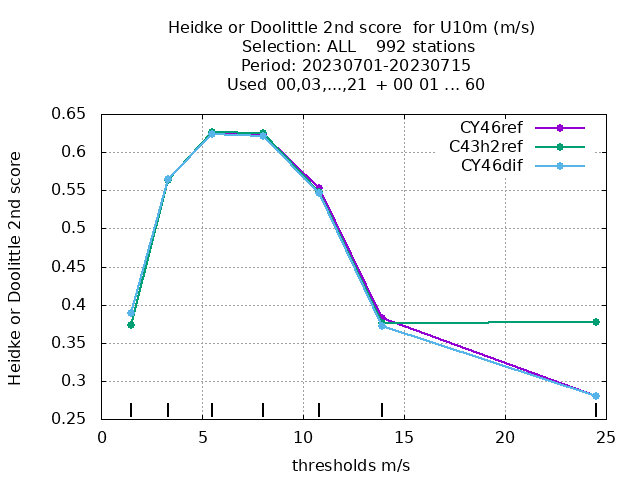 Heidke or Doolittle 2nd score  for U10m (m/s)
Selection: ALL    992 stations
Period: 20230701-20230715
Used  00,03,...,21  + 00 01 ... 60
Heidke or Doolittle 2nd score
0.65
0.6
0.55
0.5
0.45
0.4
0.35
0.3
0.25
CY46ref
C43h2ref
CY46dif
0 5 10 15 20 25
thresholds m/s